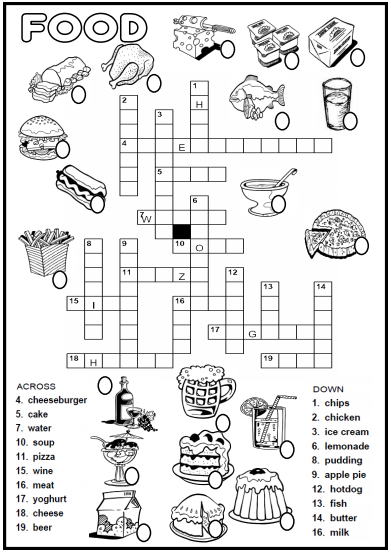 FOOD
1
2 H
3
4 E
5
6
7 W
8 9 10 O
11 Z 12
13 14
15 I 16
17 G
18 H 19
ACROSS
4. cheeseburger
5. cake
7. water
10. soup
11. pizza
15. wine
16. meat
17. yoghurt
18. cheese
19. beer
DOWN
1. chips
2. chicken
3. ice cream
6. lemonade
8. pudding
9. apple pie
12. hotdog
13. fish
14. butter
16. milk